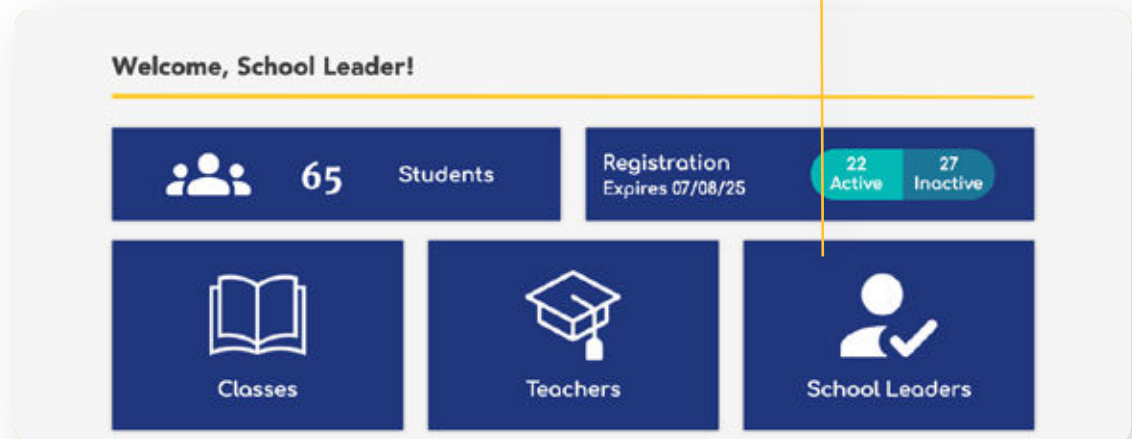 Welcome, School Leader!
65 Students
Registration
Expires 07/08/25
22 Active
27 Inactive
Classes
Teachers
School Leaders